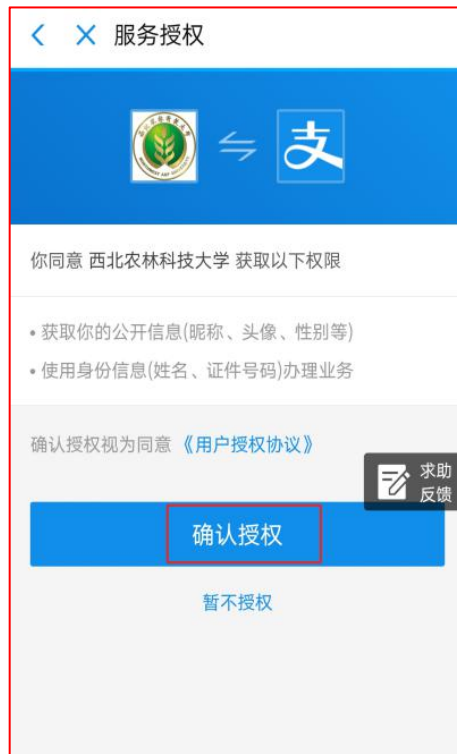 服务授权
支
你同意 西北农林科技大学 获取以下权限
• 获取你的公开信息(昵称、头像、性别等)
• 使用身份信息(姓名、证件号码)办理业务
确认授权视为同意 《用户授权协议》
求助
反馈
确认授权
暂不授权